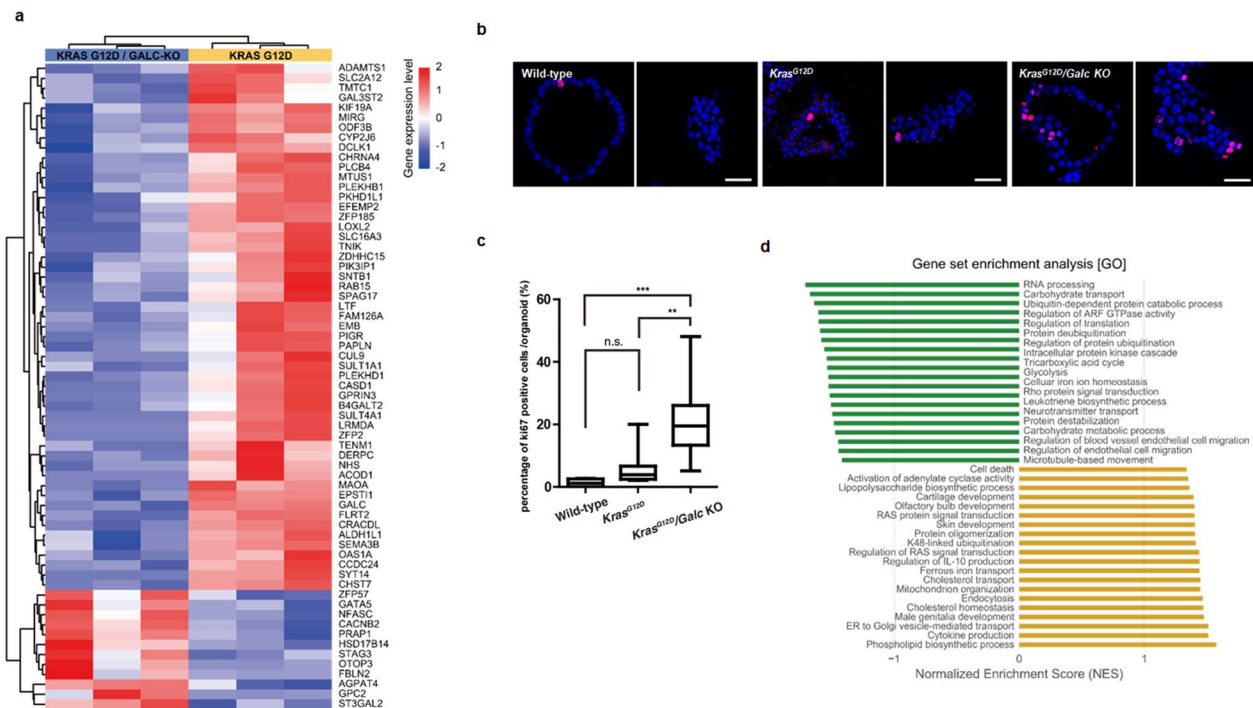 a
KRAS G12D / GALC-KO
KRAS G12D
ADAMTS1
SLC2A12
TMTC1
GAL3ST2
KIF19A
MIRG
ODF3B
CYP2J6
DCLK1
CHRNA4
PLCB4
MTUS1
PLEKHB1
PKHD1L1
EFEMP2
ZFP185
LOXL2
SLC16A3
TNIK
ZDHHC15
PIK3IP1
SNTB1
RAB15
SPAG17
LTF
FAM126A
EMB
PIGR
PAPLN
CUL9
SULT1A1
PLEKHD1
CASD1
GPRIN3
B4GALT2
SULT4A1
LRMDA
ZFP2
TENM1
DERPC
NHS
ACOD1
MAOA
EPSTI1
GALC
FLRT2
CRACDL
ALDH1L1
SEMA3B
OAS1A
CCDC24
SYT14
CHST7
ZFP57
GATA5
NFASC
CACNB2
PRAP1
HSD17B14
STAG3
OTOP3
FBLN2
AGPAT4
GPC2
ST3GAL2
Gene expression level
2
1
0
-1
-2
b
Wild-type
KrasG12D
KrasG12D/Galc KO
c
percentage of ki67 positive cells /organoid (%)
60
40
20
0
***
**
n.s.
Wild-type
KrasG12D
KrasG12D/Galc KO
d
Gene set enrichment analysis [GO]
RNA processing
Carbohydrate transport
Ubiquitin-dependent protein catabolic process
Regulation of ARF GTPase activity
Regulation of translation
Protein deubiquitination
Regulation of protein ubiquitination
Intracellular protein kinase cascade
Tricarboxylic acid cycle
Glycolysis
Celluar iron ion homeostasis
Rho protein signal transduction
Leukotriene biosynthetic process
Neurotransmitter transport
Protein destabilization
Carbohydrate metabolic process
Regulation of blood vessel endothelial cell migration
Regulation of endothelial cell migration
Microtubule-based movement
Cell death
Activation of adenylate cyclase activity
Lipopolysaccharide biosynthetic process
Cartilage development
Olfactory bulb development
RAS protein signal transduction
Skin development
Protein oligomerization
K48-linked ubiquitination
Regulation of RAS signal transduction
Regulation of IL-10 production
Ferrous iron transport
Cholesterol transport
Mitochondrion organization
Endocytosis
Cholesterol homeostasis
Male genitalia development
ER to Golgi vesicle-mediated transport
Cytokine production
Phospholipid biosynthetic process
−1
0
1
Normalized Enrichment Score (NES)